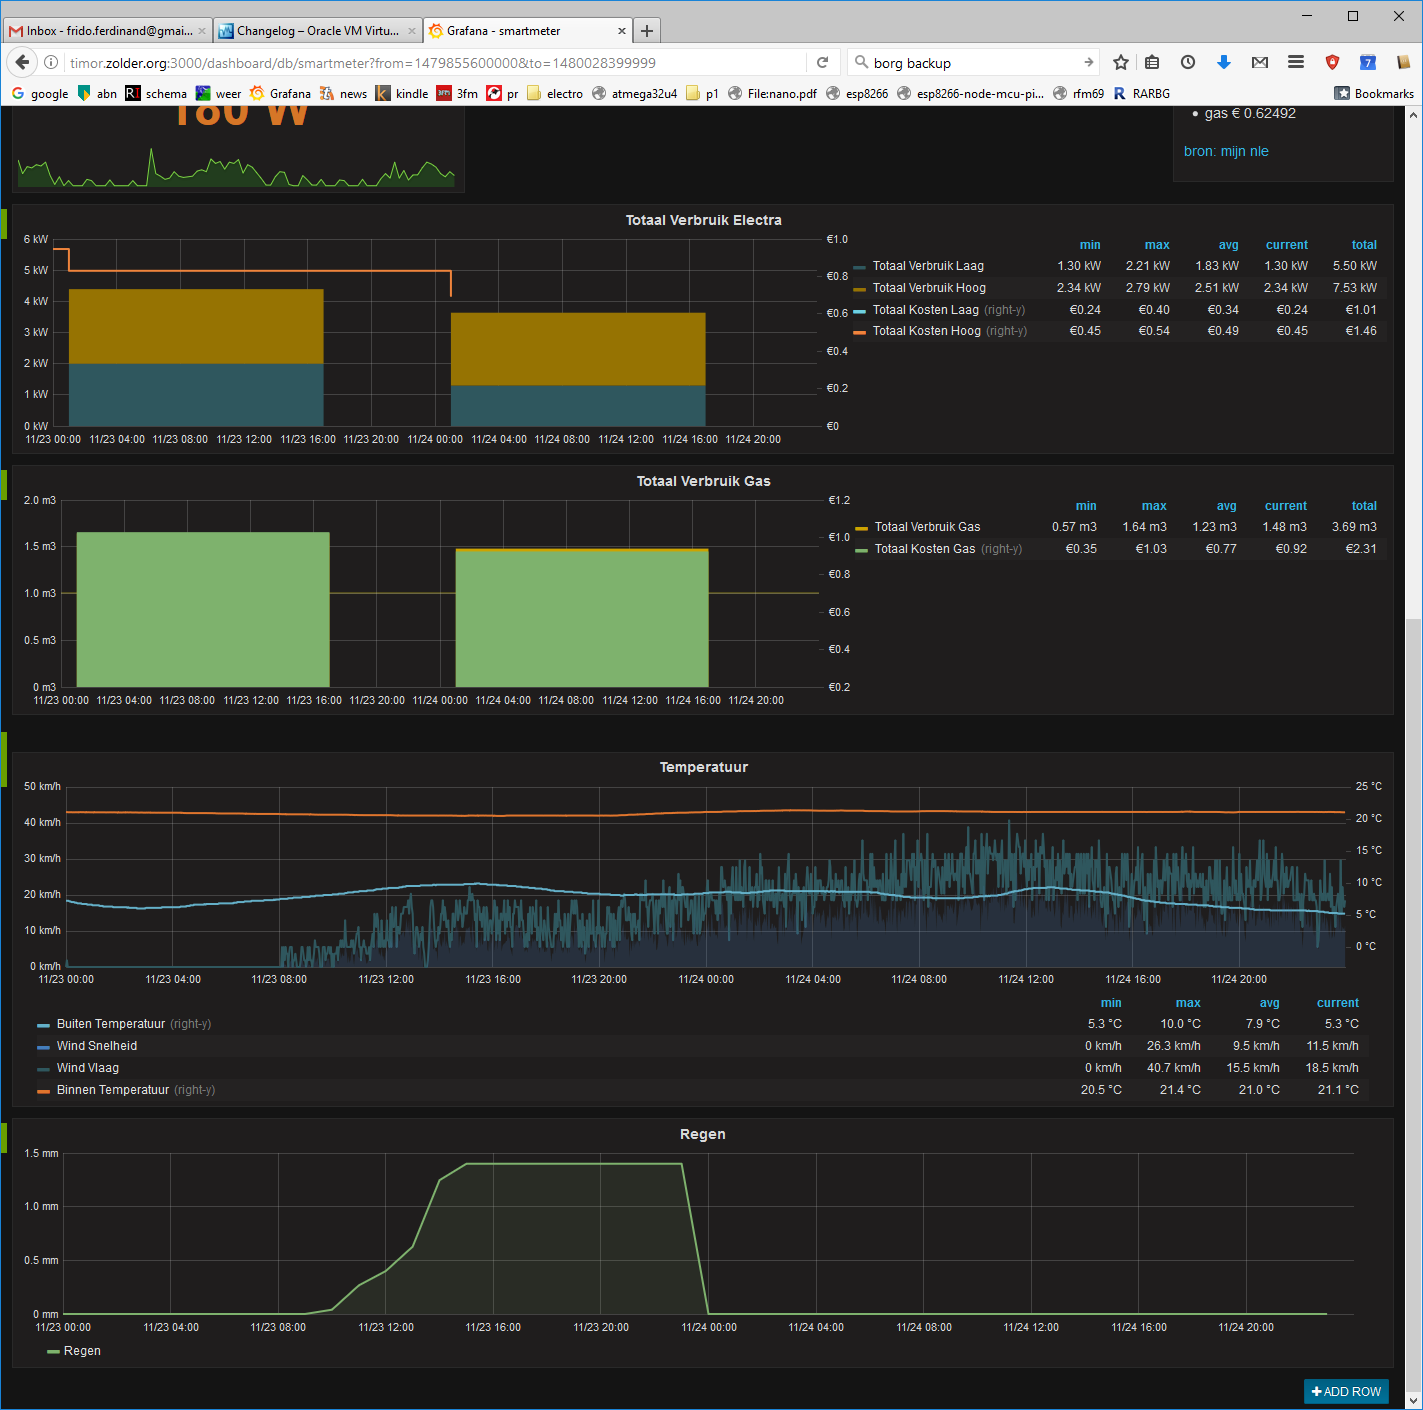 Inbox - frido.ferdinand@gmai...
Changelog – Oracle VM Virtu...
Grafana - smartmeter
timor.zolder.org:3000/dashboard/db/smartmeter?from=1479855600000&to=1480028399999
borg backup
7
google abn schema weer Grafana news kindle 3fm pr electro atmega32u4 p1 File:nano.pdf esp8266 esp8266-node-mcu-pi... rfm69 RARBG Bookmarks
180 W
gas € 0.62492
bron: mijn nle
Totaal Verbruik Electra
6 kW
5 kW
4 kW
3 kW
2 kW
1 kW
0 kW
€1.0
€0.8
€0.6
€0.4
€0.2
€0
11/23 00:00 11/23 04:00 11/23 08:00 11/23 12:00 11/23 16:00 11/23 20:00 11/24 00:00 11/24 04:00 11/24 08:00 11/24 12:00 11/24 16:00 11/24 20:00
min max avg current total
Totaal Verbruik Laag 1.30 kW 2.21 kW 1.83 kW 1.30 kW 5.50 kW
Totaal Verbruik Hoog 2.34 kW 2.79 kW 2.51 kW 2.34 kW 7.53 kW
Totaal Kosten Laag (right-y) €0.24 €0.40 €0.34 €0.24 €1.01
Totaal Kosten Hoog (right-y) €0.45 €0.54 €0.49 €0.45 €1.46
Totaal Verbruik Gas
2.0 m3
1.5 m3
1.0 m3
0.5 m3
0 m3
€1.2
€1.0
€0.8
€0.6
€0.4
€0.2
11/23 00:00 11/23 04:00 11/23 08:00 11/23 12:00 11/23 16:00 11/23 20:00 11/24 00:00 11/24 04:00 11/24 08:00 11/24 12:00 11/24 16:00 11/24 20:00
min max avg current total
Totaal Verbruik Gas 0.57 m3 1.64 m3 1.23 m3 1.48 m3 3.69 m3
Totaal Kosten Gas (right-y) €0.35 €1.03 €0.77 €0.92 €2.31
Temperatuur
50 km/h
40 km/h
30 km/h
20 km/h
10 km/h
0 km/h
25 °C
20 °C
15 °C
10 °C
5 °C
0 °C
11/23 00:00 11/23 04:00 11/23 08:00 11/23 12:00 11/23 16:00 11/23 20:00 11/24 00:00 11/24 04:00 11/24 08:00 11/24 12:00 11/24 16:00 11/24 20:00
min max avg current
Buiten Temperatuur (right-y) 5.3 °C 10.0 °C 7.9 °C 5.3 °C
Wind Snelheid 0 km/h 26.3 km/h 9.5 km/h 11.5 km/h
Wind Vlaag 0 km/h 40.7 km/h 15.5 km/h 18.5 km/h
Binnen Temperatuur (right-y) 20.5 °C 21.4 °C 21.0 °C 21.1 °C
Regen
1.5 mm
1.0 mm
0.5 mm
0 mm
11/23 00:00 11/23 04:00 11/23 08:00 11/23 12:00 11/23 16:00 11/23 20:00 11/24 00:00 11/24 04:00 11/24 08:00 11/24 12:00 11/24 16:00 11/24 20:00
Regen
ADD ROW